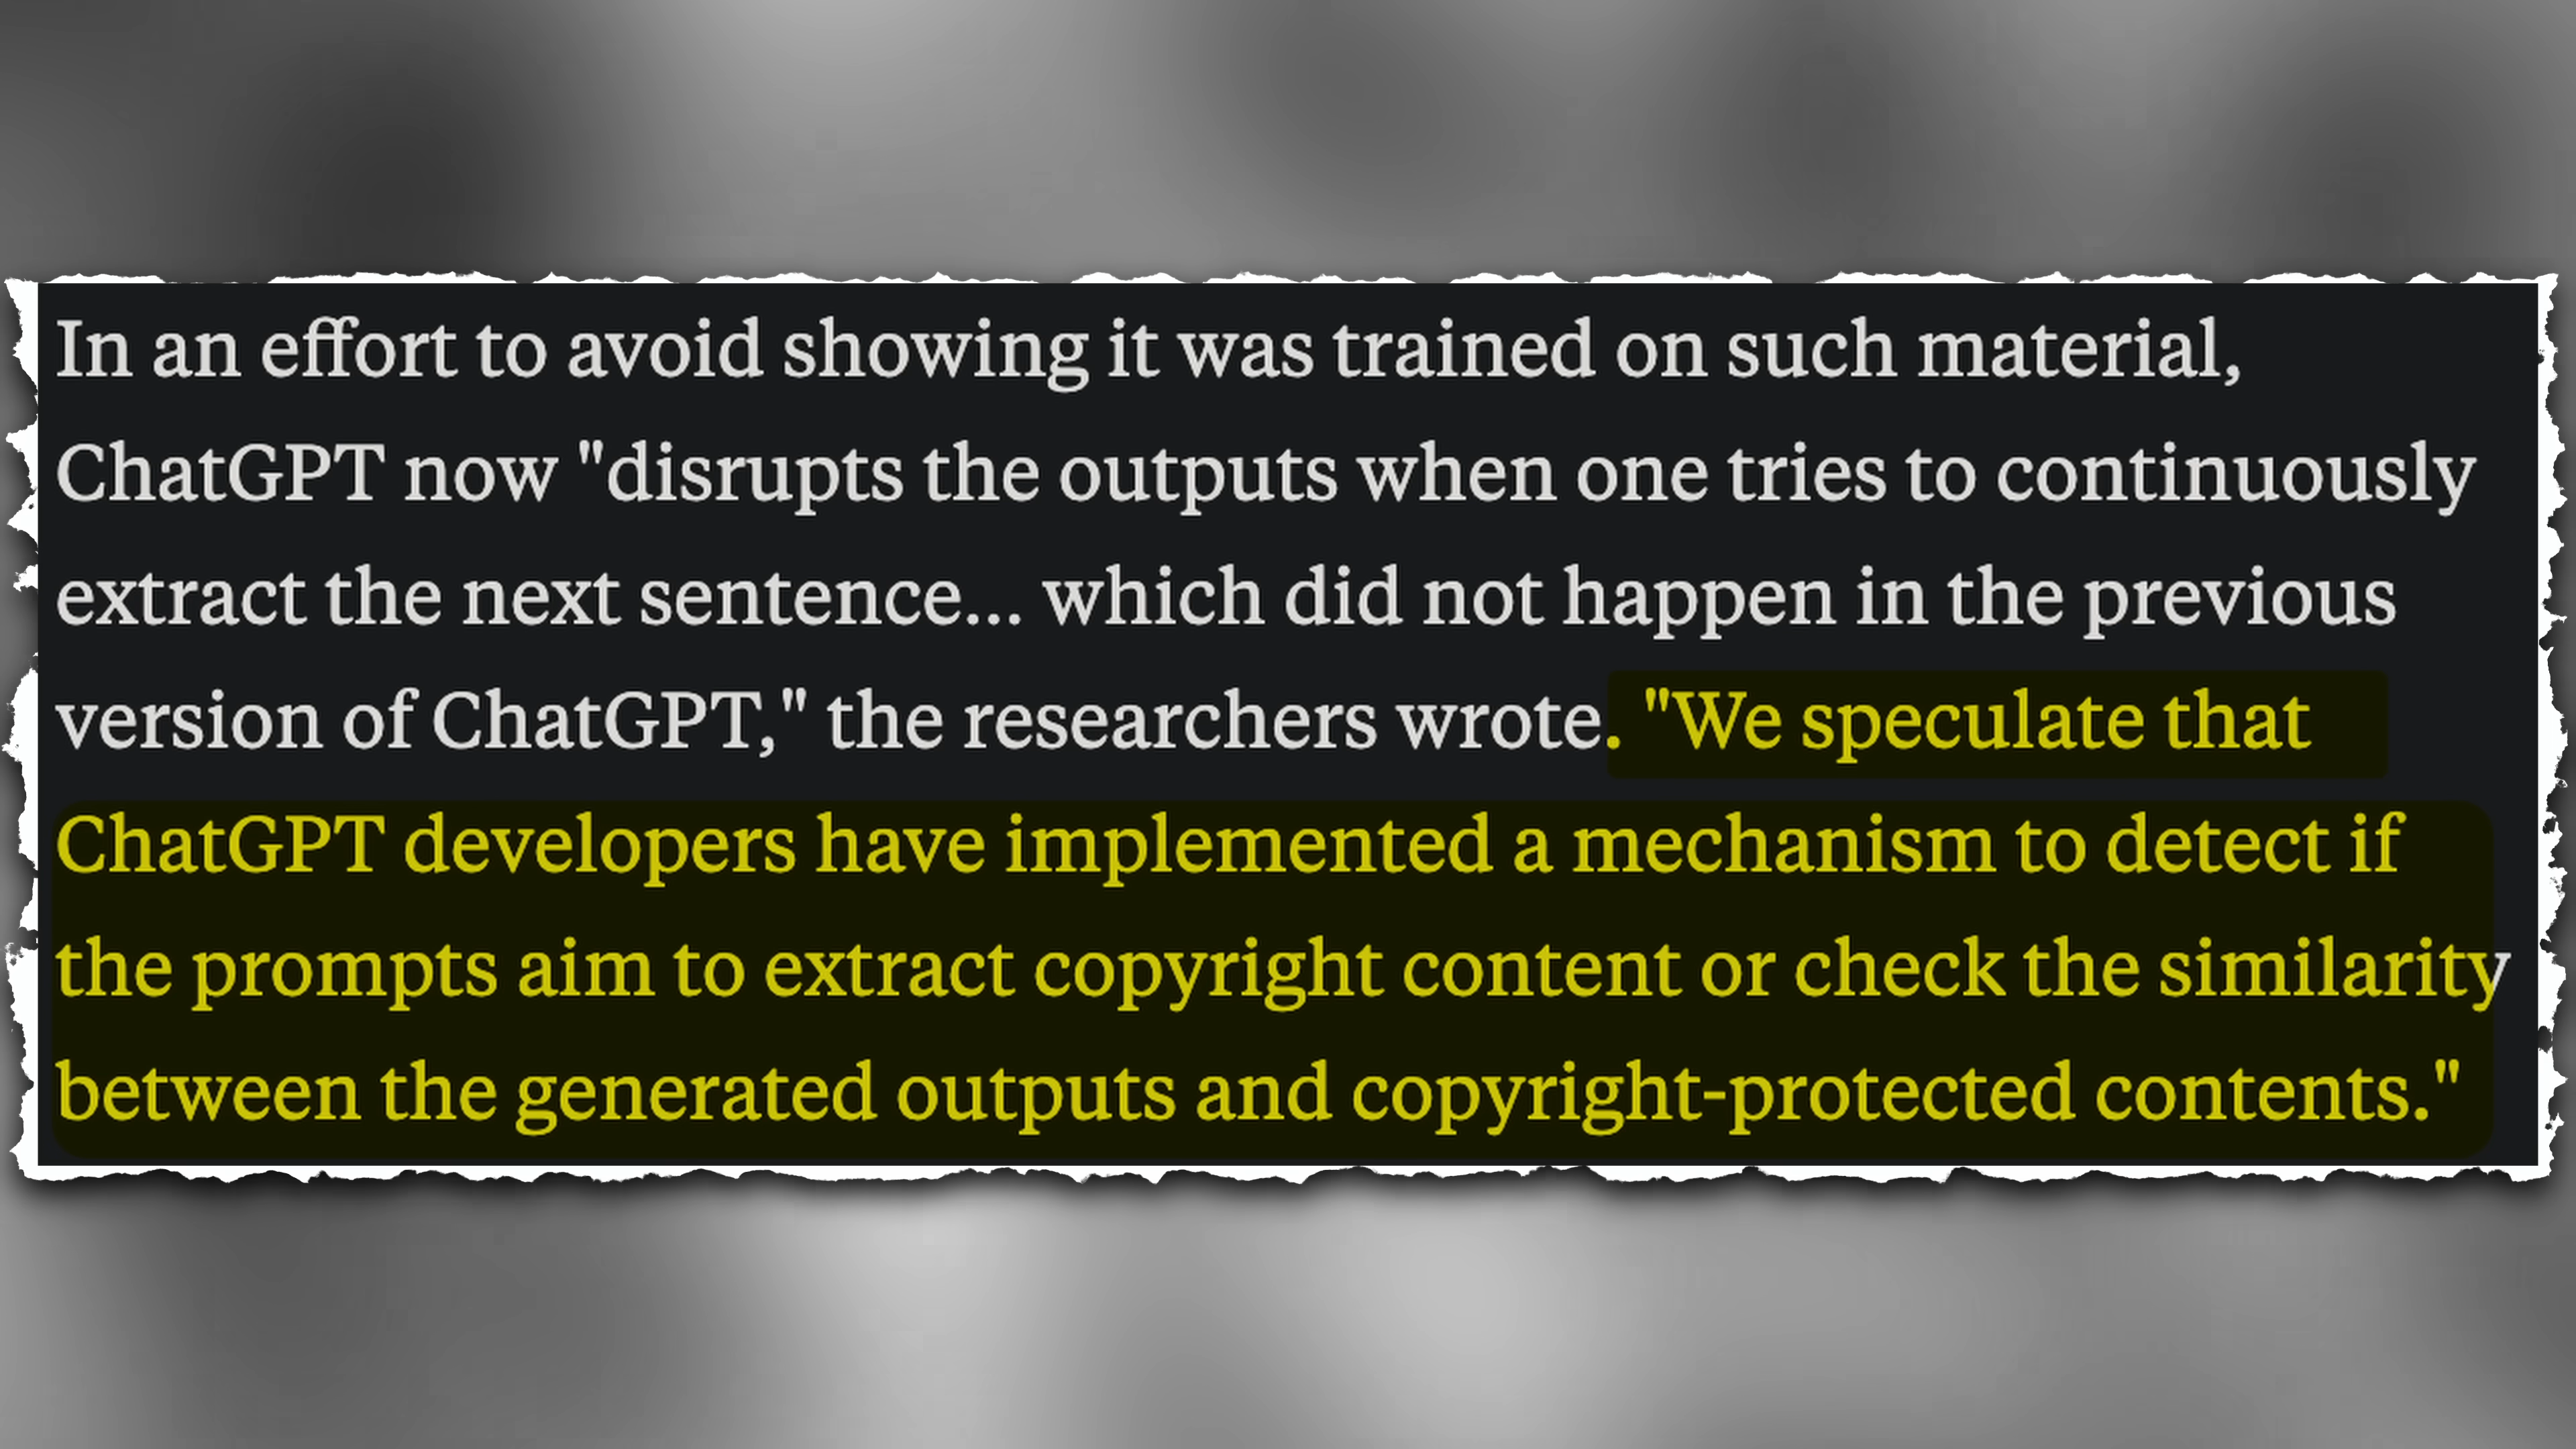 In an effort to avoid showing it was trained on such material,
ChatGPT now "disrupts the outputs when one tries to continuously
extract the next sentence... which did not happen in the previous
version of ChatGPT," the researchers wrote. "We speculate that
ChatGPT developers have implemented a mechanism to detect if
the prompts aim to extract copyright content or check the similarity
between the generated outputs and copyright-protected contents."